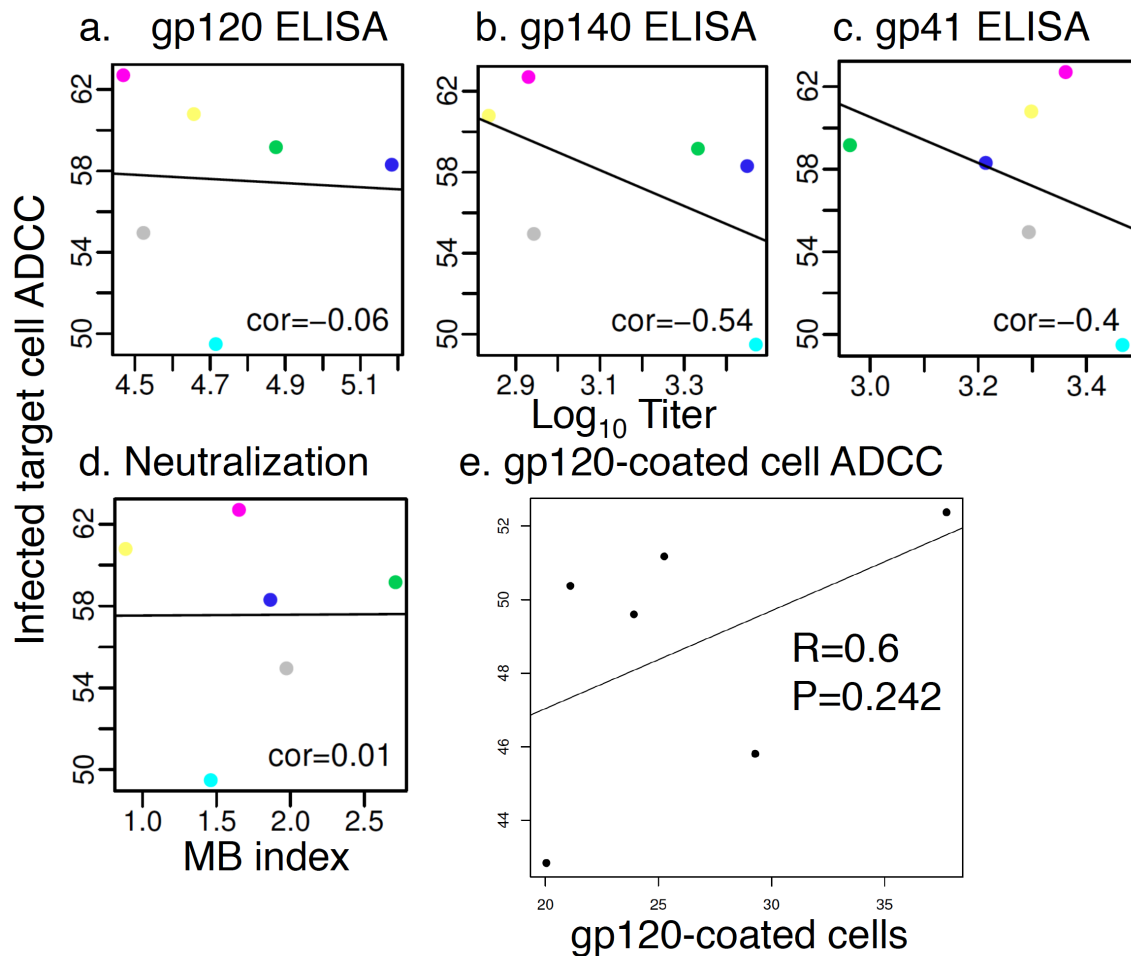 a. gp120 ELISA
b. gp140 ELISA
c. gp41 ELISA
Infected target cell ADCC
62
58
54
50
cor=−0.06
4.5 4.7 4.9 5.1
62
58
54
50
cor=−0.54
2.9 3.1 3.3
62
58
54
50
cor=−0.4
3.0 3.2 3.4
Log10 Titer
d. Neutralization
e. gp120-coated cell ADCC
62
58
54
50
cor=0.01
1.0 1.5 2.0 2.5
MB index
52
50
48
46
44
R=0.6
P=0.242
20 25 30 35
gp120-coated cells